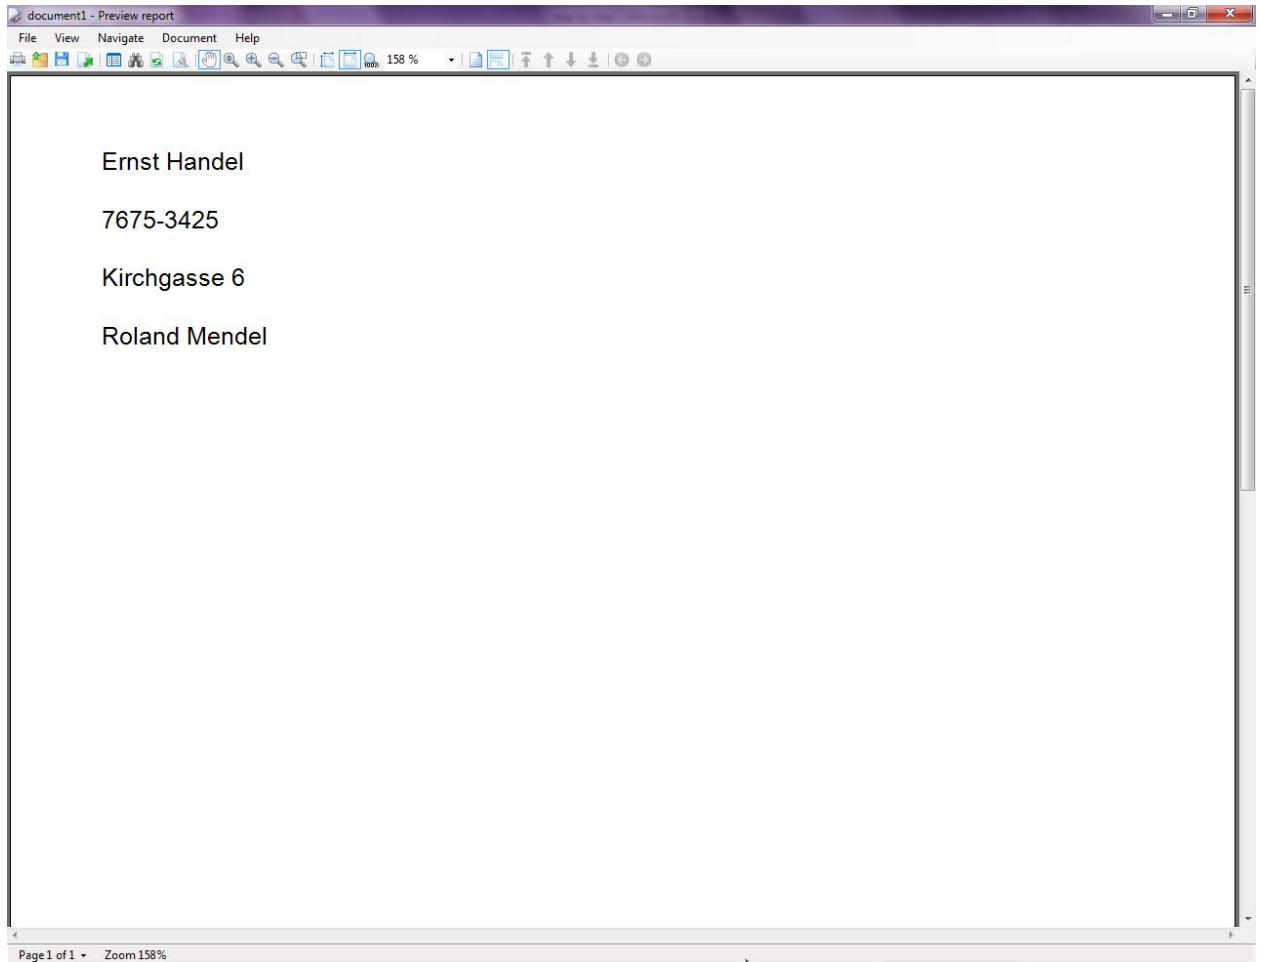 document1 - Preview report
File View Navigate Document Help
100% 158 %
Ernst Handel
7675-3425
Kirchgasse 6
Roland Mendel
Page 1 of 1 Zoom 158%